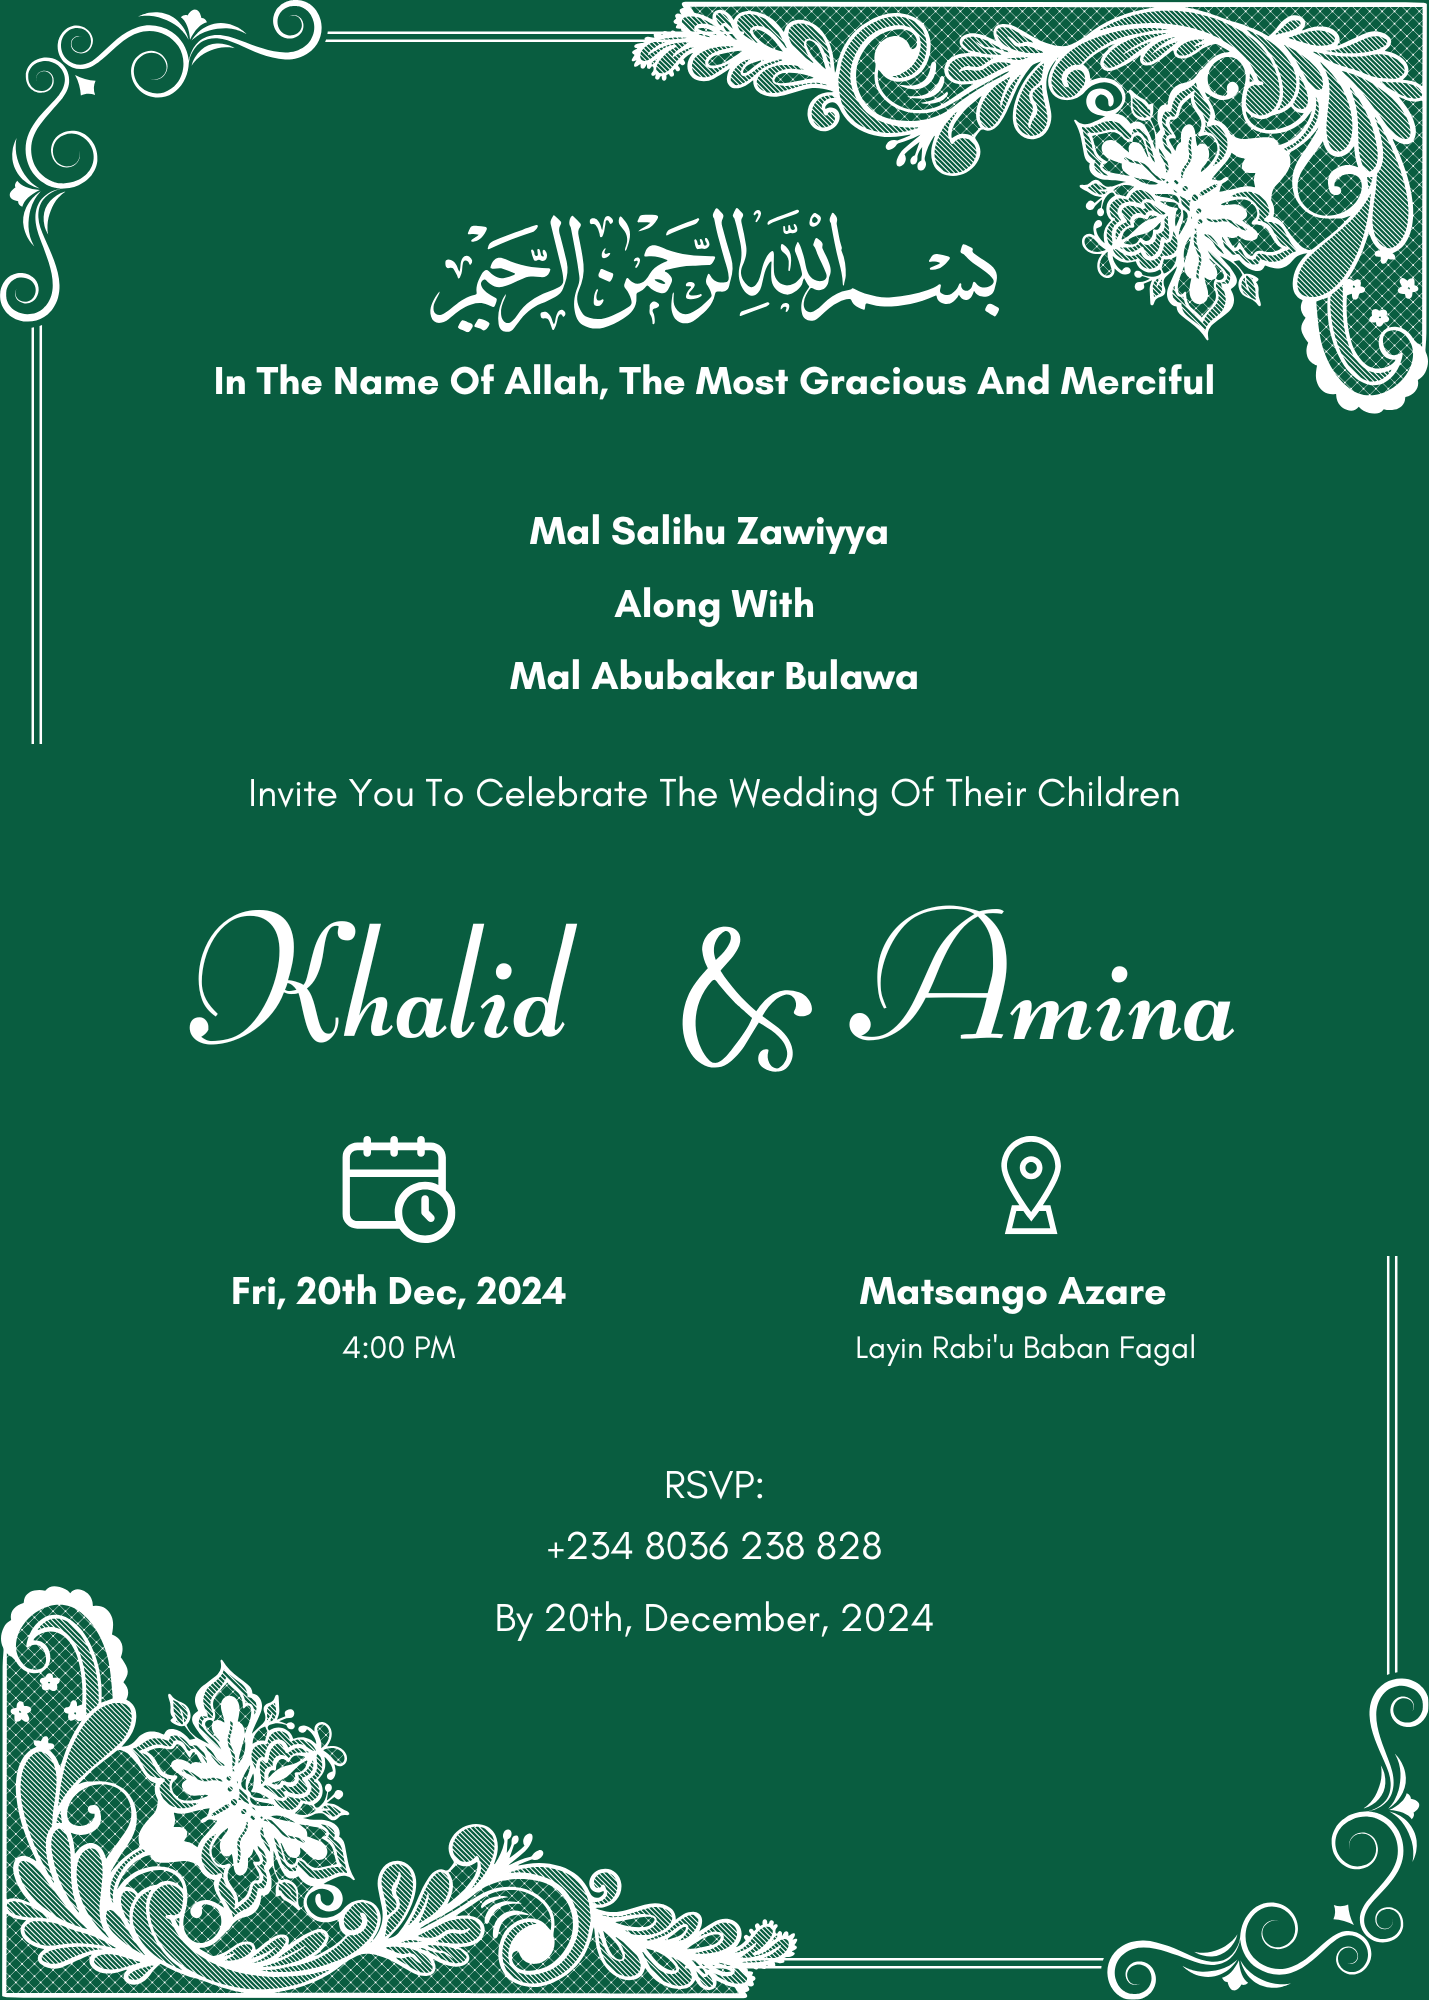 بسم الله الرحمن الرحيم
In The Name Of Allah, The Most Gracious And Merciful
Mal Salihu Zawiyya
Along With
Mal Abubakar Bulawa
Invite You To Celebrate The Wedding Of Their Children
Khalid & Amina
Fri, 20th Dec, 2024
4:00 PM
Matsango Azare
Layin Rabi'u Baban Fagal
RSVP:
+234 8036 238 828
By 20th, December, 2024